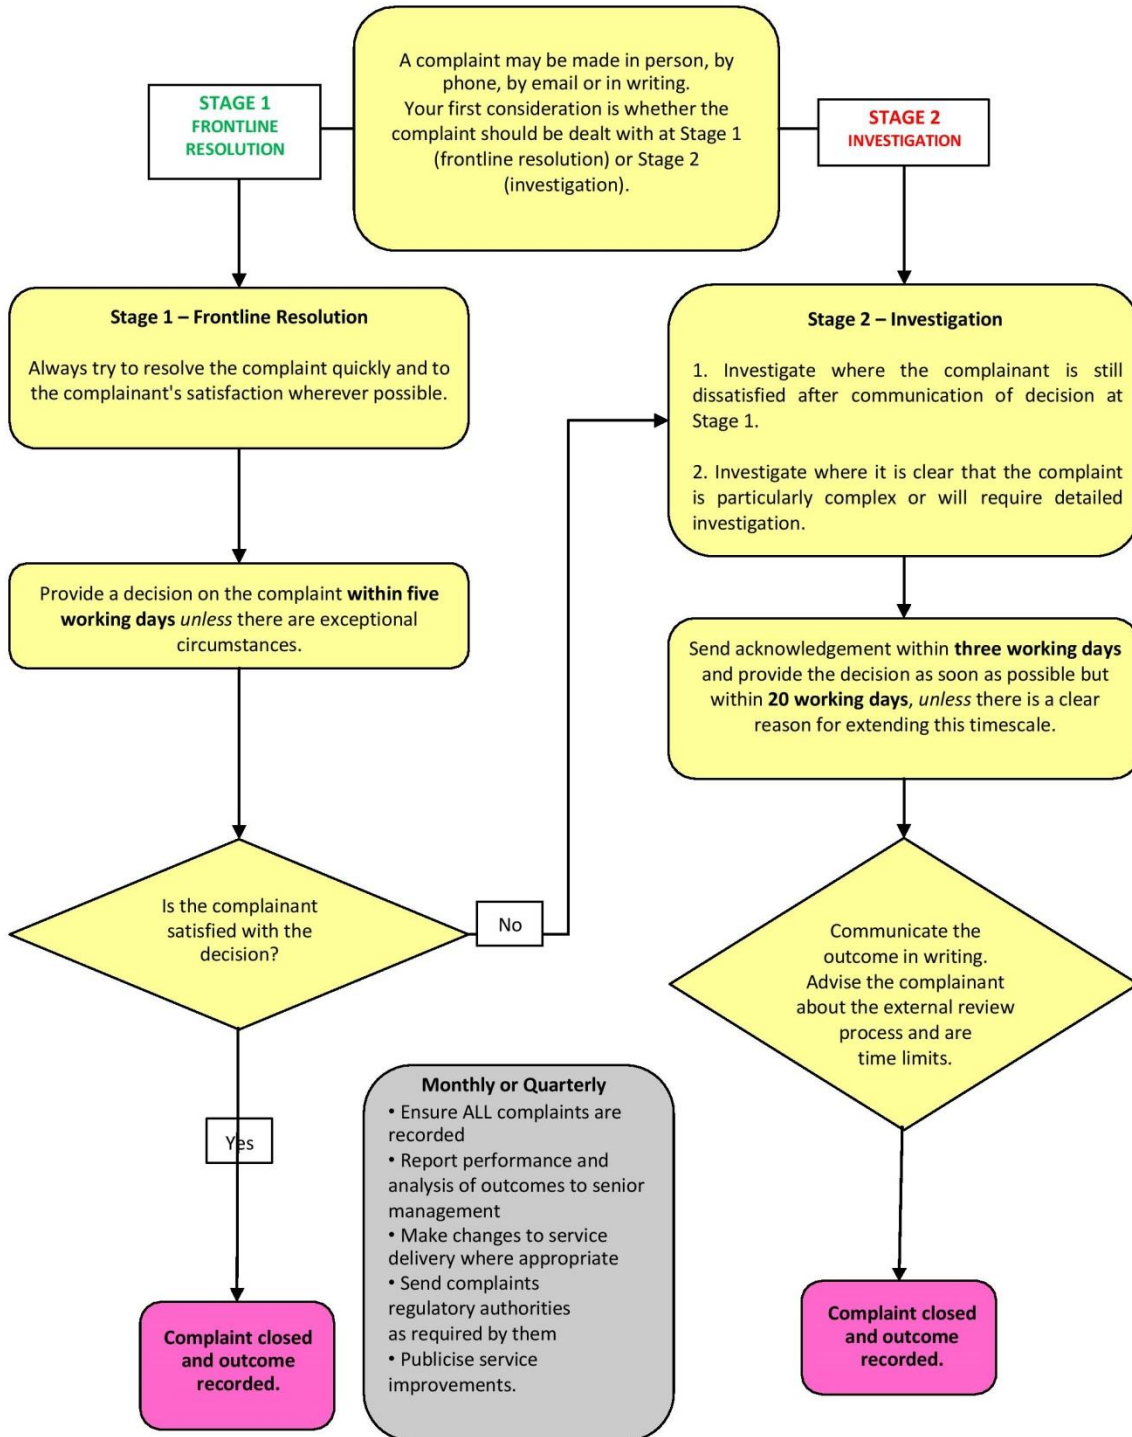 A complaint may be made in person, by
phone, by email or in writing.
Your first consideration is whether the
complaint should be dealt with at Stage 1
(frontline resolution) or Stage 2
(investigation).
STAGE 1
FRONTLINE
RESOLUTION
STAGE 2
INVESTIGATION
Stage 1 – Frontline Resolution
Always try to resolve the complaint quickly and to
the complainant's satisfaction wherever possible.
Stage 2 – Investigation
1. Investigate where the complainant is still
dissatisfied after communication of decision at
Stage 1.
2. Investigate where it is clear that the complaint
is particularly complex or will require detailed
investigation.
Provide a decision on the complaint within five
working days unless there are exceptional
circumstances.
Send acknowledgement within three working days
and provide the decision as soon as possible but
within 20 working days, unless there is a clear
reason for extending this timescale.
Is the complainant
satisfied with the
decision?
No
Yes
Communicate the
outcome in writing.
Advise the complainant
about the external review
process and are
time limits.
Monthly or Quarterly
• Ensure ALL complaints are
recorded
• Report performance and
analysis of outcomes to senior
management
• Make changes to service
delivery where appropriate
• Send complaints
regulatory authorities
as required by them
• Publicise service
improvements.
Complaint closed
and outcome
recorded.
Complaint closed
and outcome
recorded.